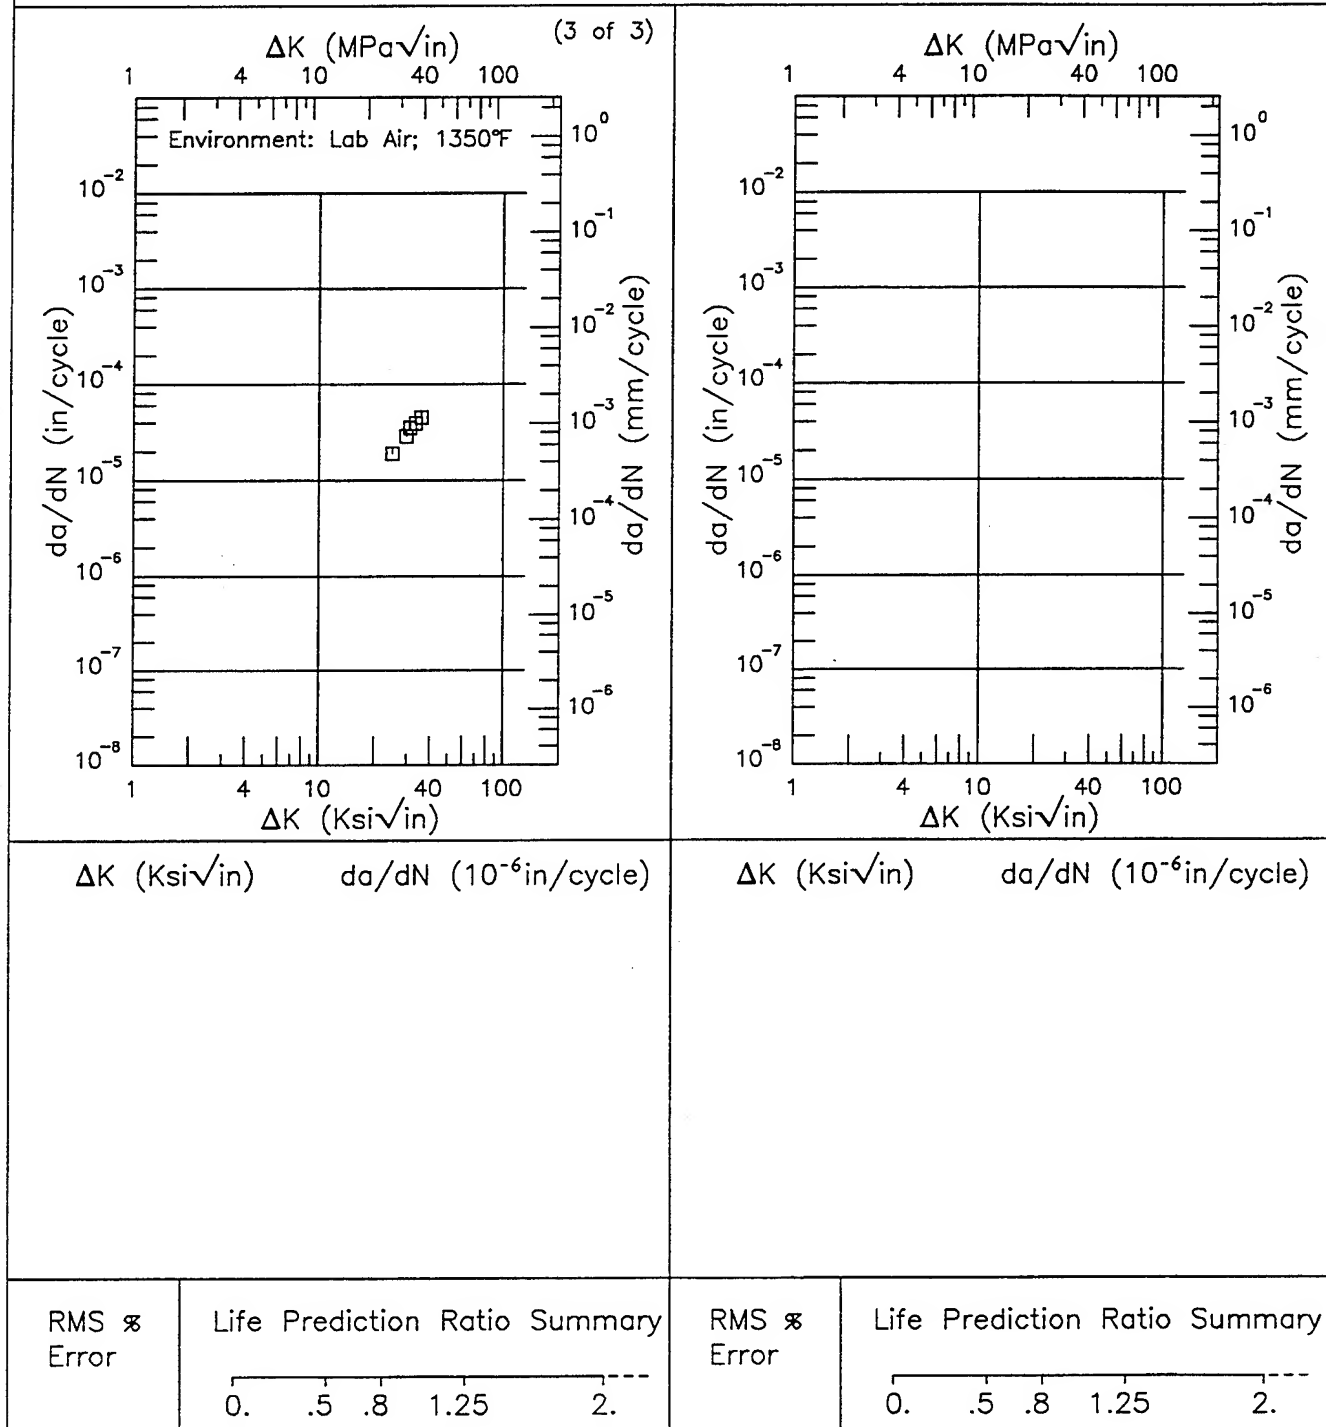 (3 of 3)
ΔK (MPa√in)
1 4 10 40 100
Environment: Lab Air; 1350°F
da/dN (in/cycle)
10⁻²
10⁻³
10⁻⁴
10⁻⁵
10⁻⁶
10⁻⁷
10⁻⁸
da/dN (mm/cycle)
10⁰
10⁻¹
10⁻²
10⁻³
10⁻⁴
10⁻⁵
10⁻⁶
1 4 10 40 100
ΔK (Ksi√in)
ΔK (MPa√in)
1 4 10 40 100
da/dN (in/cycle)
10⁻²
10⁻³
10⁻⁴
10⁻⁵
10⁻⁶
10⁻⁷
10⁻⁸
da/dN (mm/cycle)
10⁰
10⁻¹
10⁻²
10⁻³
10⁻⁴
10⁻⁵
10⁻⁶
1 4 10 40 100
ΔK (Ksi√in)
ΔK (Ksi√in) da/dN (10⁻⁶in/cycle)
ΔK (Ksi√in) da/dN (10⁻⁶in/cycle)
RMS %
Error
Life Prediction Ratio Summary
0. .5 .8 1.25 2.
RMS %
Error
Life Prediction Ratio Summary
0. .5 .8 1.25 2.